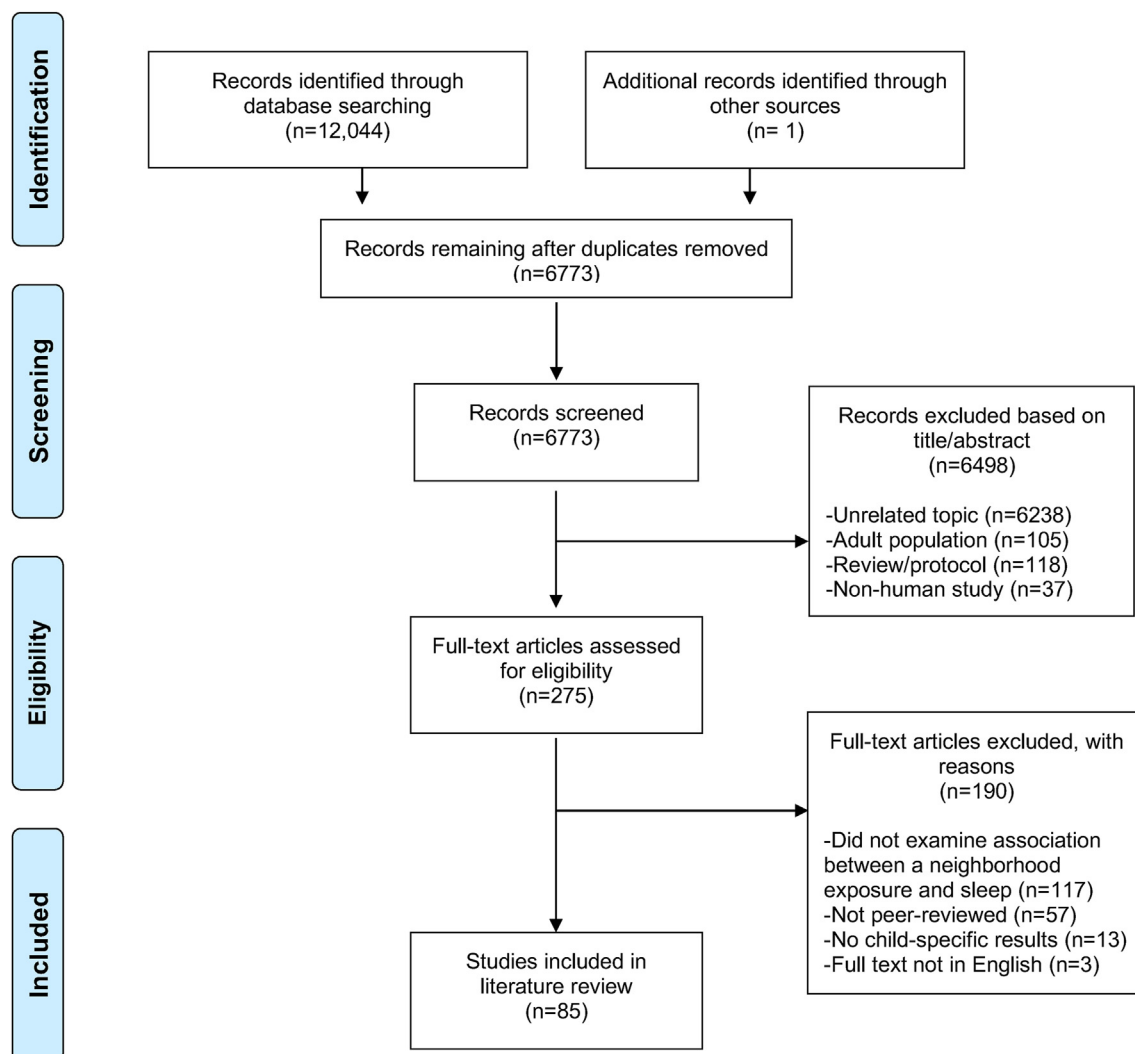 Identification
Records identified through
database searching
(n=12,044)
Additional records identified through
other sources
(n= 1)
Records remaining after duplicates removed
(n=6773)
Screening
Records screened
(n=6773)
Records excluded based on
title/abstract
(n=6498)
-Unrelated topic (n=6238)
-Adult population (n=105)
-Review/protocol (n=118)
-Non-human study (n=37)
Eligibility
Full-text articles assessed
for eligibility
(n=275)
Full-text articles excluded, with
reasons
(n=190)
-Did not examine association
between a neighborhood
exposure and sleep (n=117)
-Not peer-reviewed (n=57)
-No child-specific results (n=13)
-Full text not in English (n=3)
Included
Studies included in
literature review
(n=85)